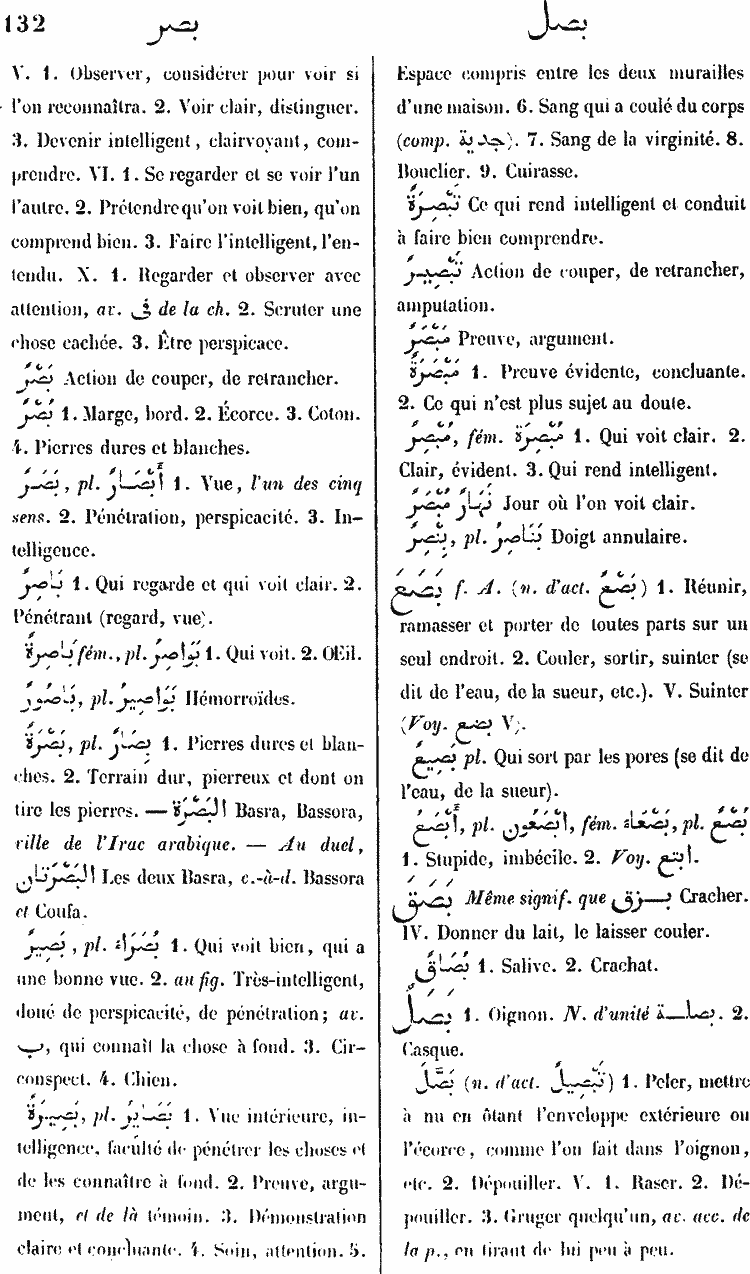 132 بصر بصل
V. 1. Observer, considérer pour voir si
l'on reconnaîtra. 2. Voir clair, distinguer.
3. Devenir intelligent, clairvoyant, com-
prendre. VI. 1. Se regarder et se voir l'un
l'autre. 2. Prétendre qu'on voit bien, qu'on
comprend bien. 3. Faire l'intelligent, l'en-
tendu. X. 1. Regarder et observer avec
attention, av. في de la ch. 2. Scruter une
chose cachée. 3. Être perspicace.
بَصْرٌ Action de couper, de retrancher.
بُصْرٌ 1. Marge, bord. 2. Écorce. 3. Coton.
4. Pierres dures et blanches.
بَصَرٌ, pl. أَبْصَارٌ 1. Vue, l'un des cinq
sens. 2. Pénétration, perspicacité. 3. In-
telligence.
بَاصِرٌ 1. Qui regarde et qui voit clair. 2.
Pénétrant (regard, vue).
بَاصِرَةٌ fém., pl. بَوَاصِرُ 1. Qui voit. 2. Œil.
بَاصُورٌ, pl. بَوَاصِيرُ Hémorroïdes.
بَصْرَةٌ, pl. بِصَارٌ 1. Pierres dures et blan-
ches. 2. Terrain dur, pierreux et dont on
tire les pierres. — البَصْرَةُ Basra, Bassora,
ville de l'Irac arabique. — Au duel,
البَصْرَتَانِ Les deux Basra, c.-à-d. Bassora
et Coufa.
بَصِيرٌ, pl. بُصَرَاءُ 1. Qui voit bien, qui a
une bonne vue. 2. au fig. Très-intelligent,
doué de perspicacité, de pénétration; av.
ب, qui connaît la chose à fond. 3. Cir-
conspect. 4. Chien.
بَصِيرَةٌ, pl. بَصَايِرُ 1. Vue intérieure, in-
telligence, faculté de pénétrer les choses et
de les connaître à fond. 2. Preuve, argu-
ment, et de là témoin. 3. Démonstration
claire et concluante. 4. Soin, attention. 5.
Espace compris entre les deux murailles
d'une maison. 6. Sang qui a coulé du corps
(comp. جدية). 7. Sang de la virginité. 8.
Bouclier. 9. Cuirasse.
تَبْصِرَةٌ Ce qui rend intelligent et conduit
à faire bien comprendre.
تَبْصِيرٌ Action de couper, de retrancher,
amputation.
مَبْصَرٌ Preuve, argument.
مَبْصَرَةٌ 1. Preuve évidente, concluante.
2. Ce qui n'est plus sujet au doute.
مُبْصِرٌ, fém. مُبْصِرَةٌ 1. Qui voit clair. 2.
Clair, évident. 3. Qui rend intelligent.
نَهَارٌ مُبْصِرٌ Jour où l'on voit clair.
بِنْصِرٌ, pl. بَنَاصِرُ Doigt annulaire.
بَصَعَ f. A. (n. d'act. بَصْعٌ) 1. Réunir,
ramasser et porter de toutes parts sur un
seul endroit. 2. Couler, sortir, suinter (se
dit de l'eau, de la sueur, etc.). V. Suinter
(Voy. بضع V).
بَصِيعٌ pl. Qui sort par les pores (se dit de
l'eau, de la sueur).
أَبْصَعُ, pl. ابْصَعُونَ, fém. بَصْعَاءُ, pl. بُصْعٌ
1. Stupide, imbécile. 2. Voy. ابتع.
بَصَقَ Même signif. que بزق Cracher.
IV. Donner du lait, le laisser couler.
بُصَاقٌ 1. Salive. 2. Crachat.
بَصَلٌ 1. Oignon. N. d'unité بصلة. 2.
Casque.
بَصَّلَ (n. d'act. تَبْصِيلٌ) 1. Peler, mettre
à nu en ôtant l'enveloppe extérieure ou
l'écorce, comme l'on fait dans l'oignon,
etc. 2. Dépouiller. V. 1. Raser. 2. Dé-
pouiller. 3. Gruger quelqu'un, av. acc. de
la p., en tirant de lui peu à peu.